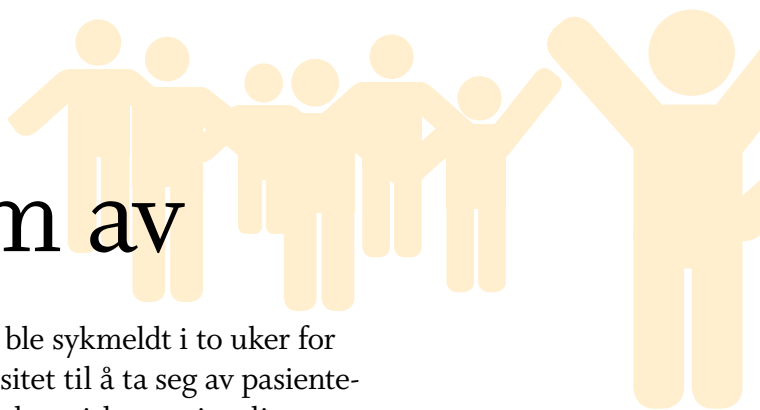 m av
ble sykmeldt i to uker for
sitet til å ta seg av pasiente-